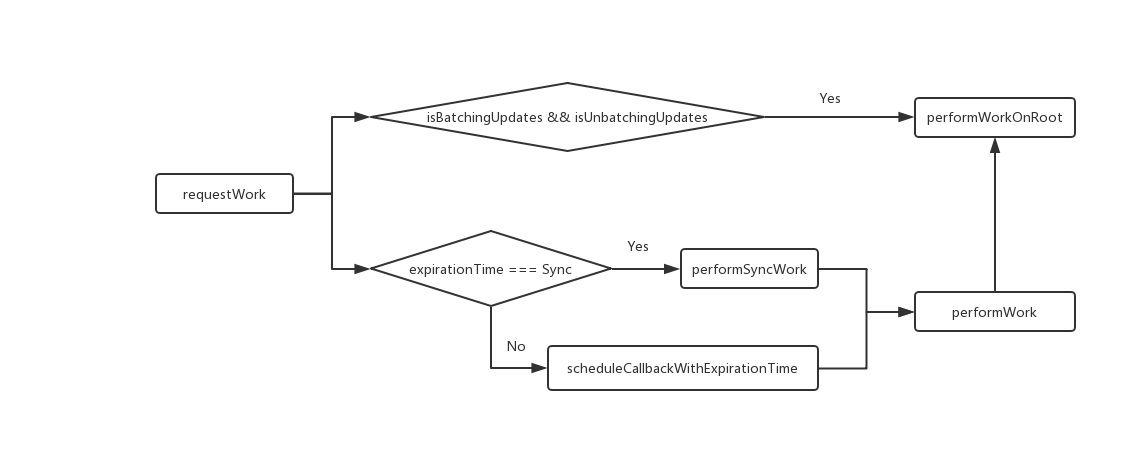 Yes
isBatchingUpdates && isUnbatchingUpdates
performWorkOnRoot
requestWork
Yes
expirationTime === Sync
performSyncWork
performWork
No
scheduleCallbackWithExpirationTime